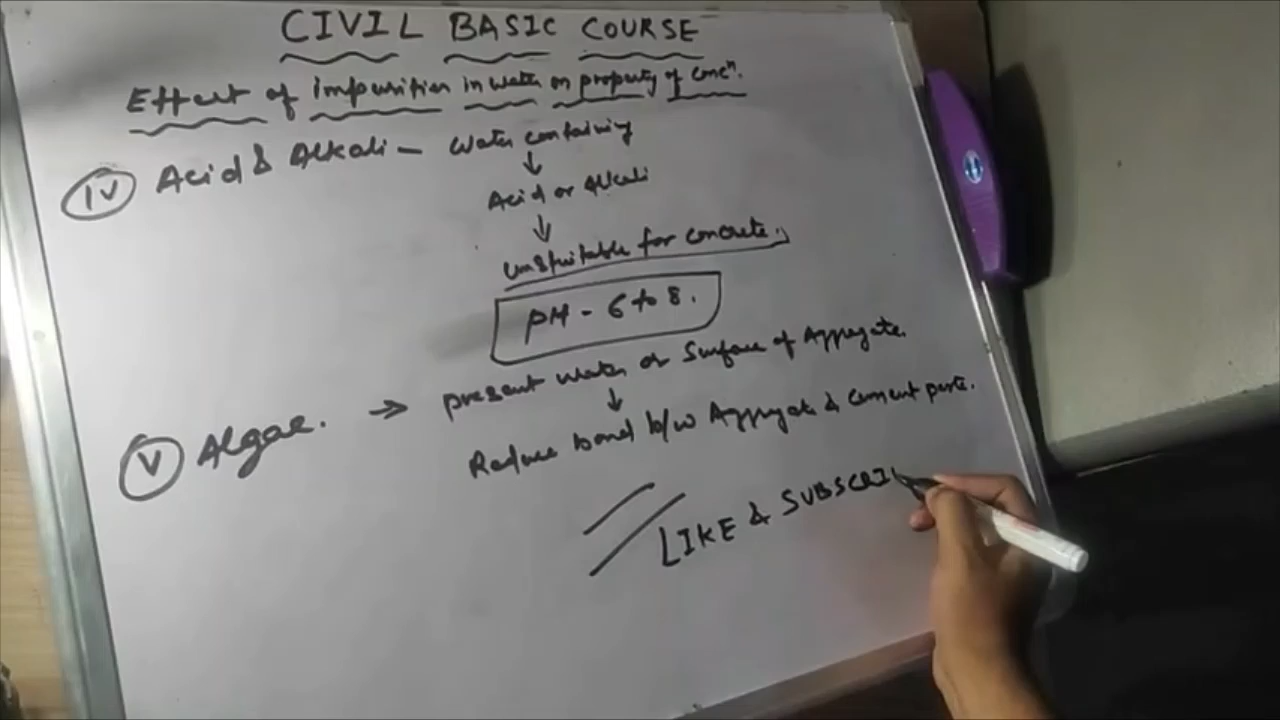 CIVIL BASIC COURSE
Effect of impurities in water on property of concⁿ.
(iv) Acid & Alkali - Water containing
↓
Acid or Alkali
↓
unsuitable for concrete.
pH - 6 to 8.
(v) Algae. → present water or Surface of Aggregate.
↓
Reduce bond b/w Aggregate & cement paste.
LIKE & SUBSCRI